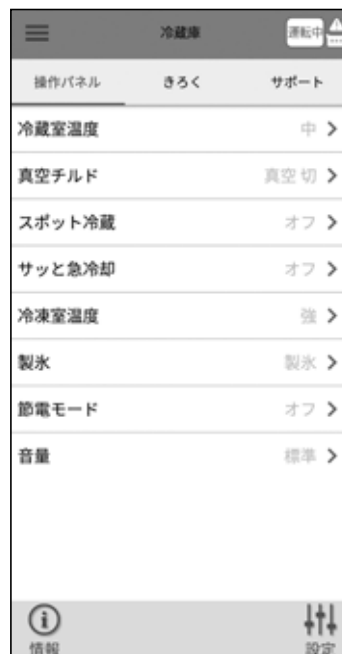 冷蔵庫 運転中
操作パネル きろく サポート
冷蔵室温度 中
真空チルド 真空 切
スポット冷蔵 オフ
サッと急冷却 オフ
冷凍室温度 強
製氷 製氷
節電モード オフ
音量 標準
情報 設定